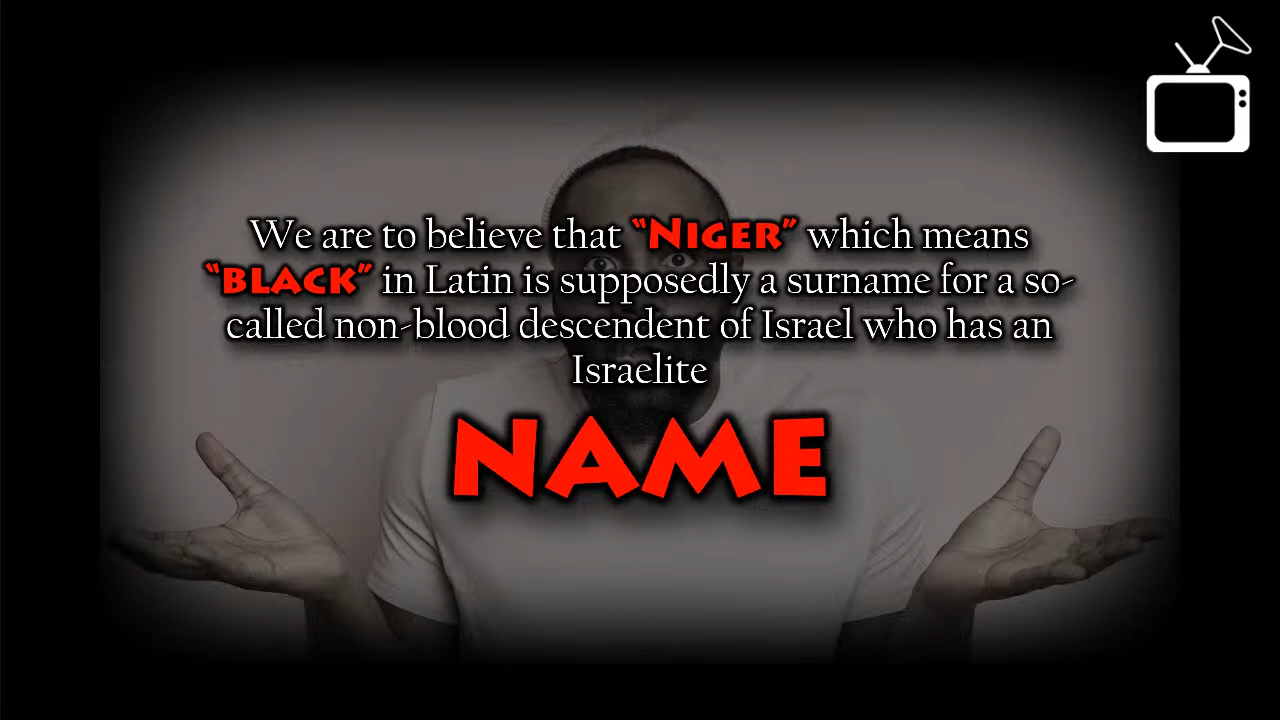 We are to believe that “NIGER” which means
“BLACK” in Latin is supposedly a surname for a so-
called non-blood descendent of Israel who has an
Israelite
NAME